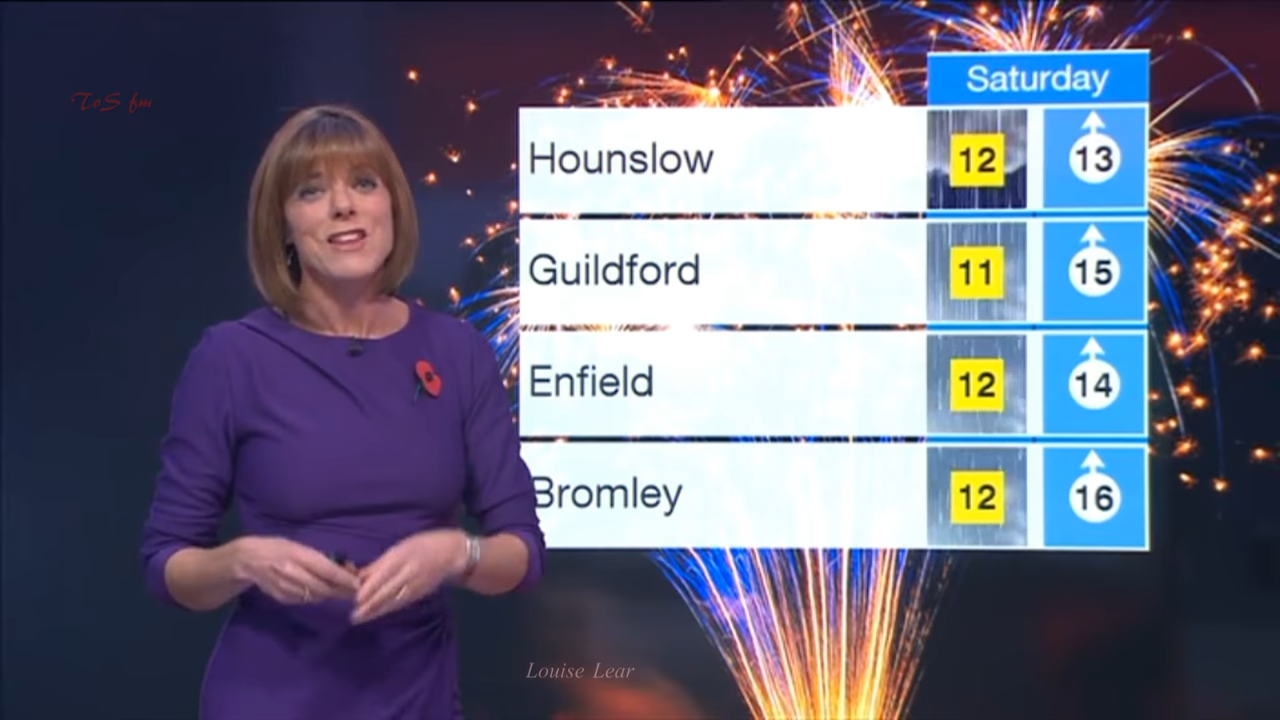 ToS fm
Saturday
Hounslow 12 13
Guildford 11 15
Enfield 12 14
Bromley 12 16
Louise Lear